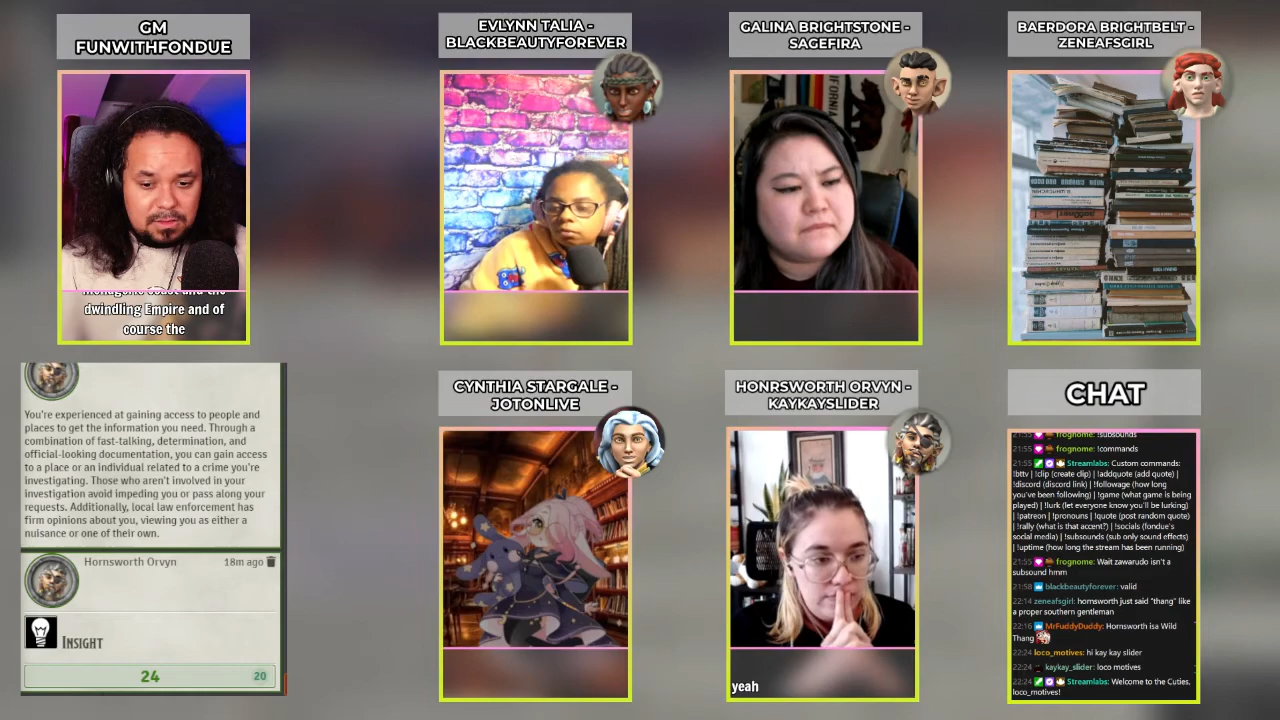 GM
FUNWITHFONDUE
EVLYNN TALIA -
BLACKBEAUTYFOREVER
GALINA BRIGHTSTONE -
SAGEFIRA
BAERDORA BRIGHTBELT -
ZENEAFSGIRL
dwindling Empire and of
course the
You're experienced at gaining access to people and
places to get the information you need. Through a
combination of fast-talking, determination, and
official-looking documentation, you can gain access
to a place or an individual related to a crime you're
investigating. Those who aren't involved in your
investigation avoid impeding you or pass along your
requests. Additionally, local law enforcement has
firm opinions about you, viewing you as either a
nuisance or one of their own.
Hornsworth Orvyn 18m ago
INSIGHT
24 20
CYNTHIA STARGALE -
JOTONLIVE
HONRSWORTH ORVYN -
KAYKAYSLIDER
yeah
CHAT
21:55 frognome: !subsounds
21:55 frognome: !commands
21:55 Streamlabs: Custom commands:
!bttv | !clip (create clip) | !addquote (add quote) |
!discord (discord link) | !followage (how long
you've been following) | !game (what game is being
played) | !lurk (let everyone know you'll be lurking)
| !patreon | !pronouns | !quote (post random quote)
| !rally (what is that accent?) | !socials (fondue's
social media) | !subsounds (sub only sound effects)
| !uptime (how long the stream has been running)
21:55 frognome: Wait zawarudo isn't a
subsound hmm
21:58 blackbeautyforever: valid
22:14 zeneafsgirl: hornsworth just said "thang" like
a proper southern gentleman
22:16 MrFuddyDuddy: Hornsworth isa Wild
Thang
22:24 loco_motives: hi kay kay slider
22:24 kaykay_slider: loco motives
22:24 Streamlabs: Welcome to the Cuties,
loco_motives!